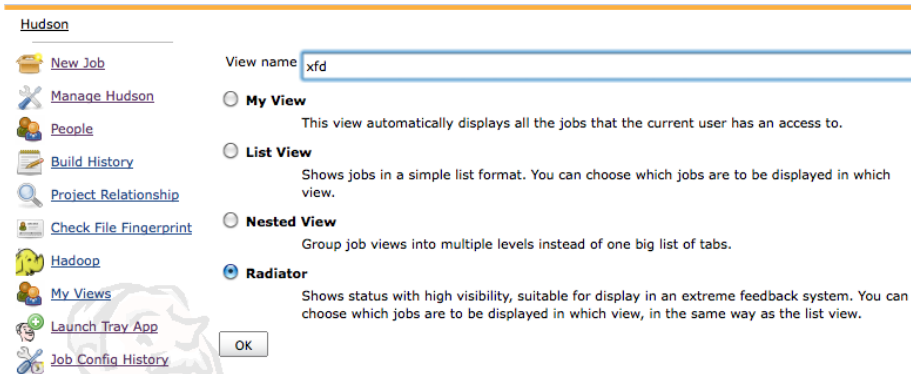 Hudson
New Job
Manage Hudson
People
Build History
Project Relationship
Check File Fingerprint
Hadoop
My Views
Launch Tray App
Job Config History
View name xfd
My View
This view automatically displays all the jobs that the current user has an access to.
List View
Shows jobs in a simple list format. You can choose which jobs are to be displayed in which
view.
Nested View
Group job views into multiple levels instead of one big list of tabs.
Radiator
Shows status with high visibility, suitable for display in an extreme feedback system. You can
choose which jobs are to be displayed in which view, in the same way as the list view.
OK